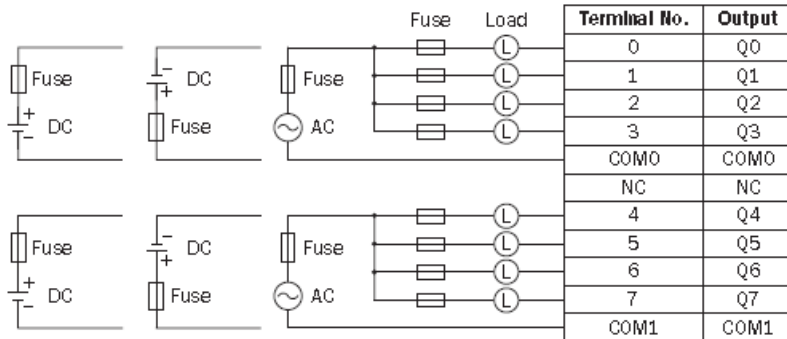 Fuse Load Terminal No. Output
L 0 Q0
Fuse DC Fuse L 1 Q1
L 2 Q2
DC Fuse AC L 3 Q3
COM0 COM0
NC NC
L 4 Q4
Fuse DC Fuse L 5 Q5
L 6 Q6
DC Fuse AC L 7 Q7
COM1 COM1